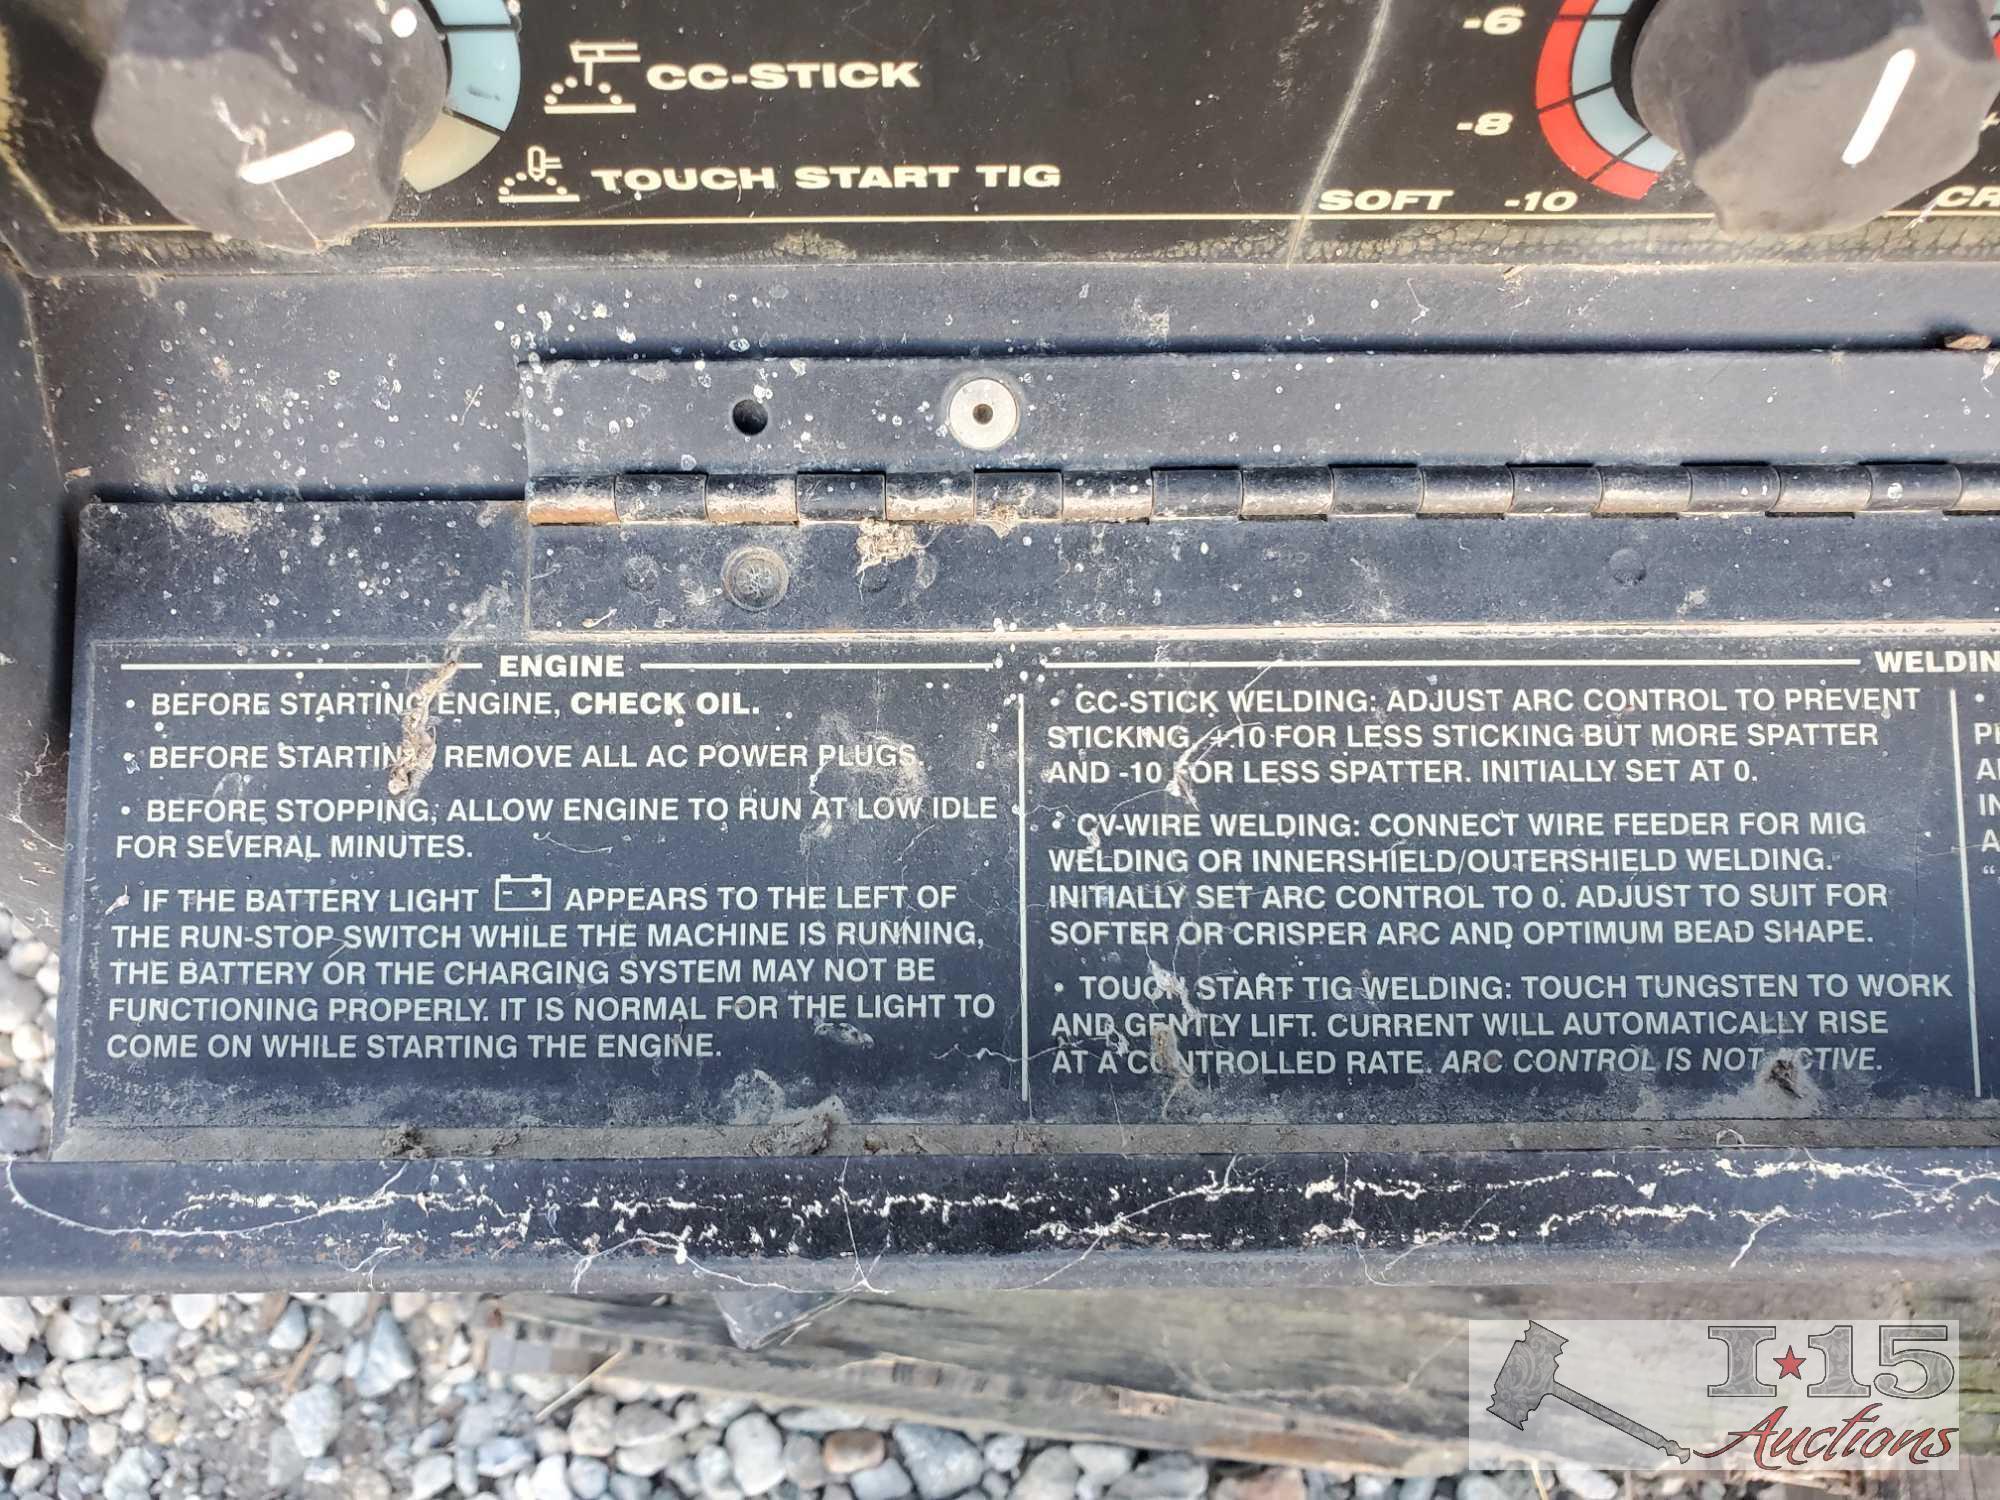 -6
CC-STICK
-8
TOUCH START TIG
SOFT -10
ENGINE
• BEFORE STARTING ENGINE, CHECK OIL.
• BEFORE STARTING, REMOVE ALL AC POWER PLUGS.
• BEFORE STOPPING, ALLOW ENGINE TO RUN AT LOW IDLE
FOR SEVERAL MINUTES.
• IF THE BATTERY LIGHT APPEARS TO THE LEFT OF
THE RUN-STOP SWITCH WHILE THE MACHINE IS RUNNING,
THE BATTERY OR THE CHARGING SYSTEM MAY NOT BE
FUNCTIONING PROPERLY. IT IS NORMAL FOR THE LIGHT TO
COME ON WHILE STARTING THE ENGINE.
WELDIN
• CC-STICK WELDING: ADJUST ARC CONTROL TO PREVENT
STICKING, +10 FOR LESS STICKING BUT MORE SPATTER
AND -10 FOR LESS SPATTER. INITIALLY SET AT 0.
• CV-WIRE WELDING: CONNECT WIRE FEEDER FOR MIG
WELDING OR INNERSHIELD/OUTERSHIELD WELDING.
INITIALLY SET ARC CONTROL TO 0. ADJUST TO SUIT FOR
SOFTER OR CRISPER ARC AND OPTIMUM BEAD SHAPE.
• TOUCH START TIG WELDING: TOUCH TUNGSTEN TO WORK
AND GENTLY LIFT. CURRENT WILL AUTOMATICALLY RISE
AT A CONTROLLED RATE. ARC CONTROL IS NOT ACTIVE.
I-15
Auctions